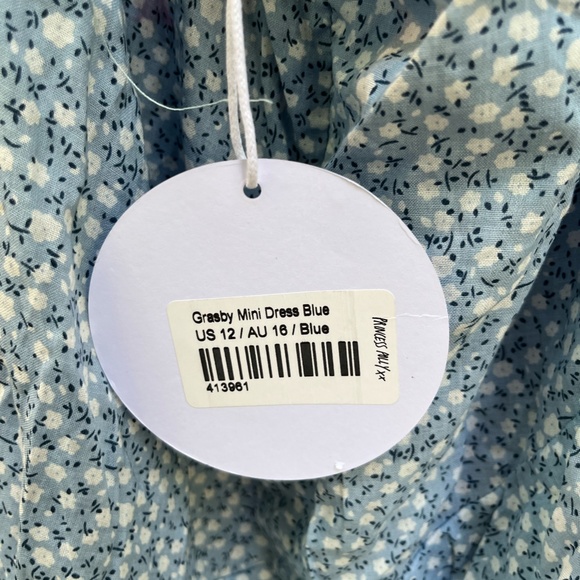 Grasby Mini Dress Blue
US 12 / AU 16 / Blue
413961
PRINCESS POLLY xx